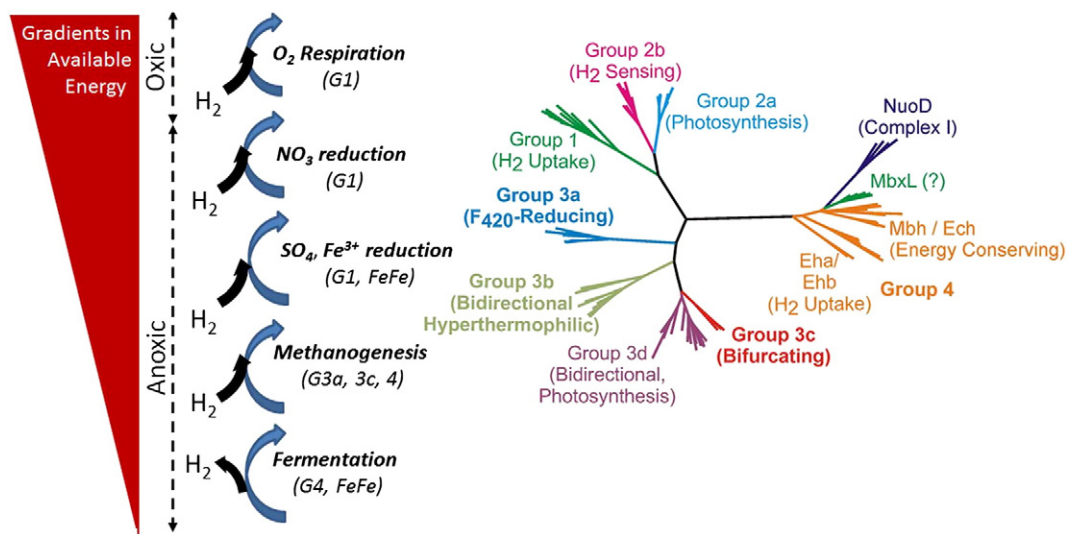 Gradients in
Available
Energy
Oxic
Anoxic
H₂
O₂ Respiration
(G1)
H₂
NO₃ reduction
(G1)
H₂
SO₄, Fe³⁺ reduction
(G1, FeFe)
H₂
Methanogenesis
(G3a, 3c, 4)
H₂
Fermentation
(G4, FeFe)
Group 2b
(H₂ Sensing)
Group 2a
(Photosynthesis)
Group 1
(H₂ Uptake)
Group 3a
(F₄₂₀-Reducing)
Group 3b
(Bidirectional
Hyperthermophilic)
Group 3d
(Bidirectional,
Photosynthesis)
Group 3c
(Bifurcating)
NuoD
(Complex I)
MbxL (?)
Mbh / Ech
(Energy Conserving)
Eha/
Ehb
(H₂ Uptake)
Group 4